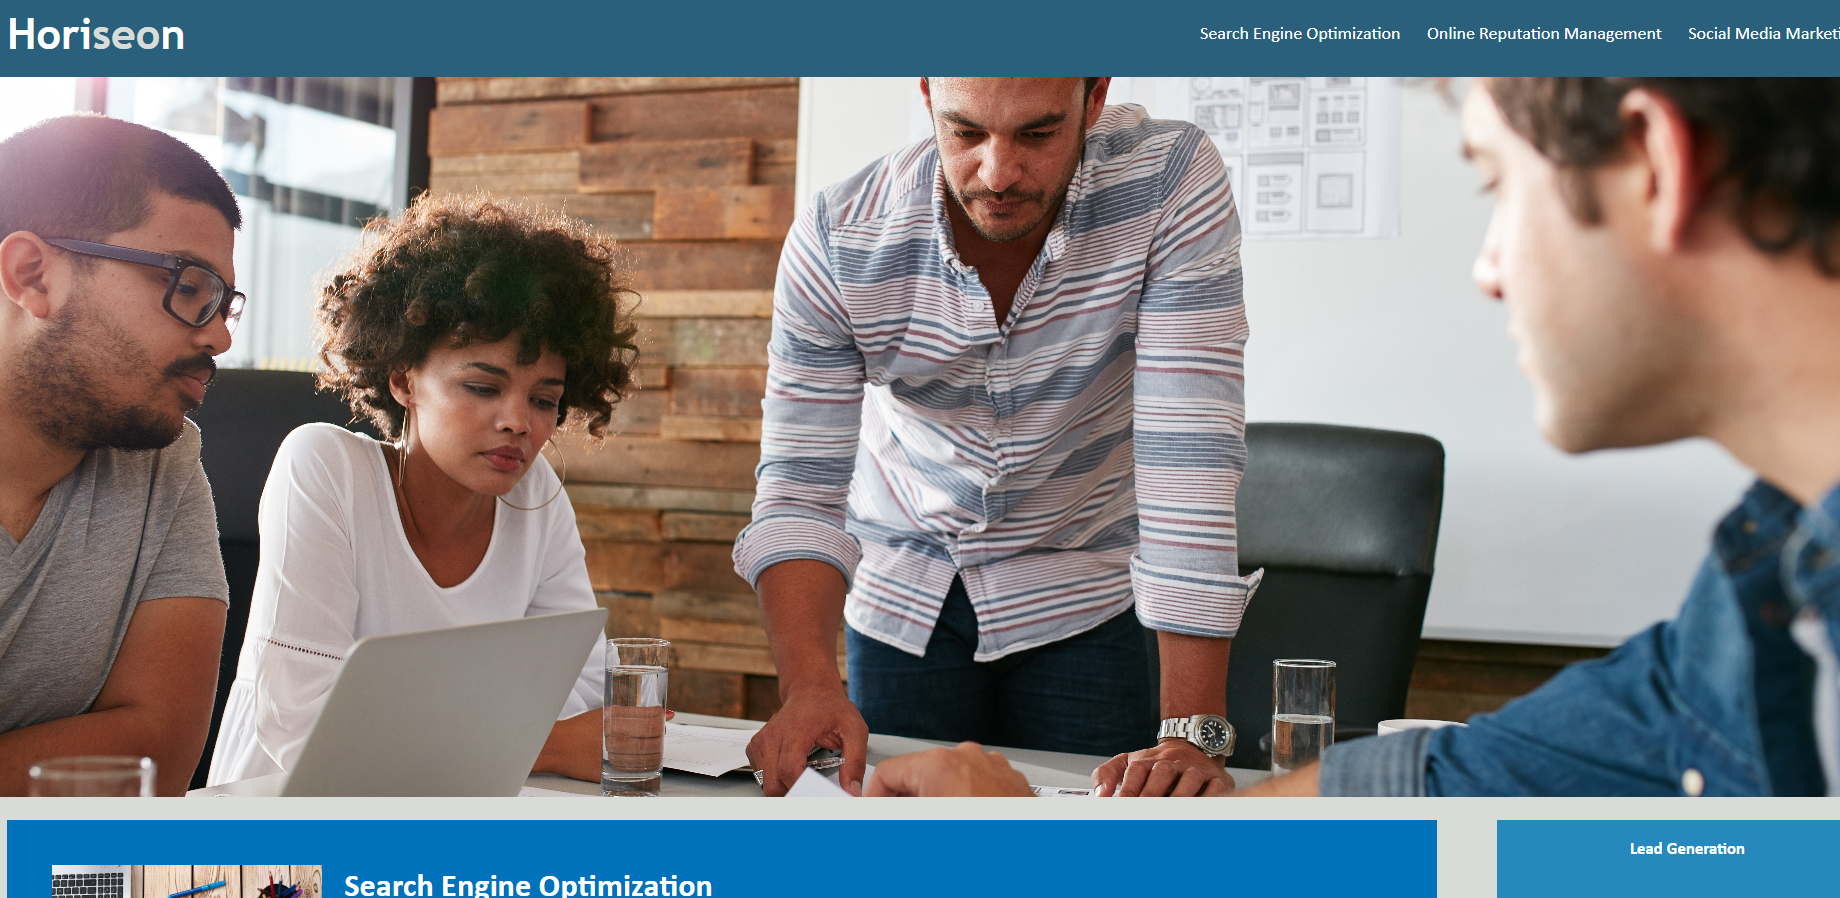 Horiseon
Search Engine Optimization
Online Reputation Management
Social Media Marketi
Search Engine Optimization
Lead Generation